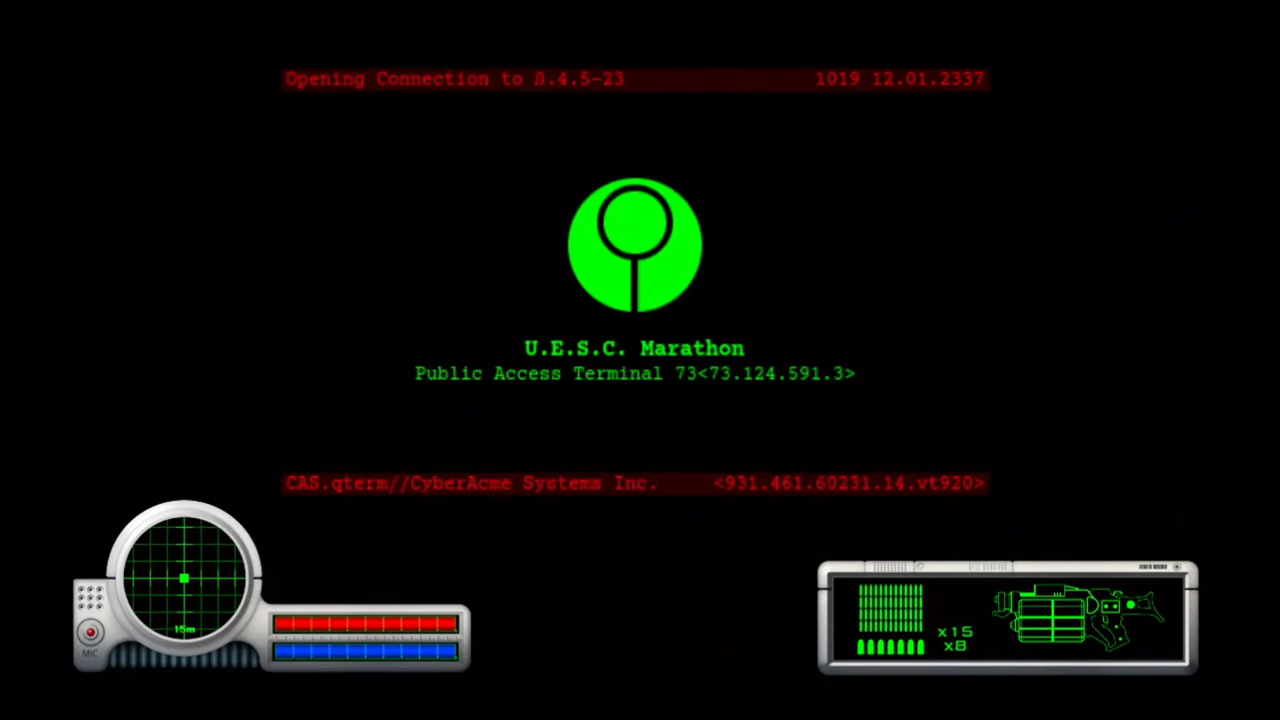 Opening Connection to ß.4.5-23 1019 12.01.2337
U.E.S.C. Marathon
Public Access Terminal 73<73.124.591.3>
CAS.qterm//CyberAcme Systems Inc. <931.461.60231.14.vt920>
15m
MIC
x15
x8